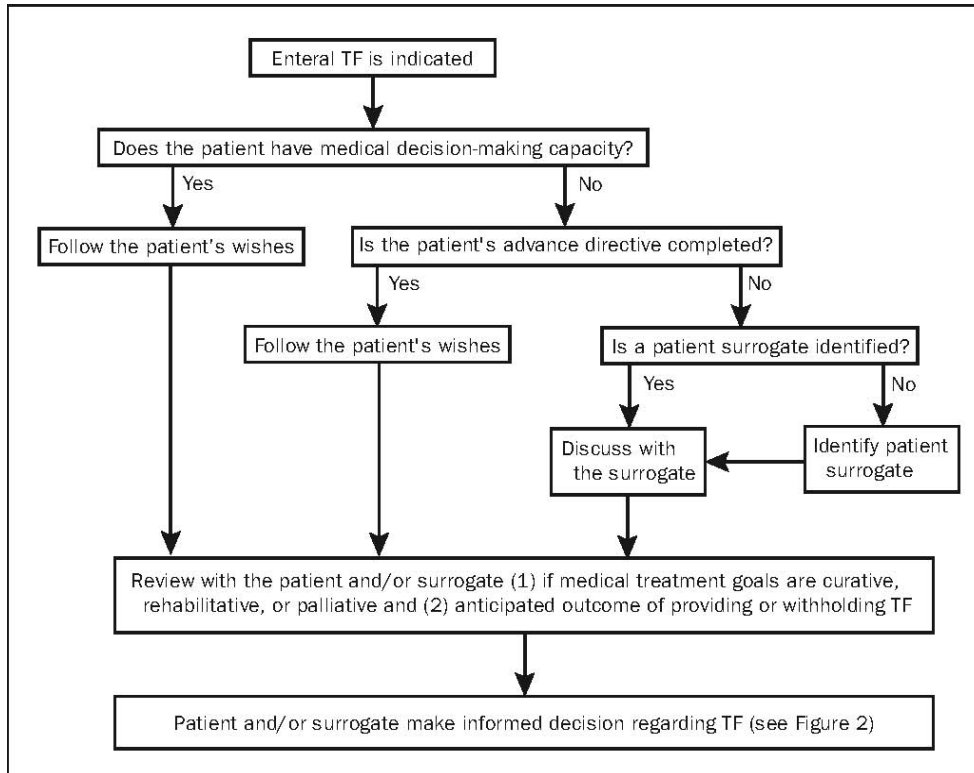 Enteral TF is indicated
Does the patient have medical decision-making capacity?
Yes
No
Follow the patient's wishes
Is the patient's advance directive completed?
Yes
No
Follow the patient's wishes
Is a patient surrogate identified?
Yes
No
Discuss with
the surrogate
Identify patient
surrogate
Review with the patient and/or surrogate (1) if medical treatment goals are curative,
rehabilitative, or palliative and (2) anticipated outcome of providing or withholding TF
Patient and/or surrogate make informed decision regarding TF (see Figure 2)